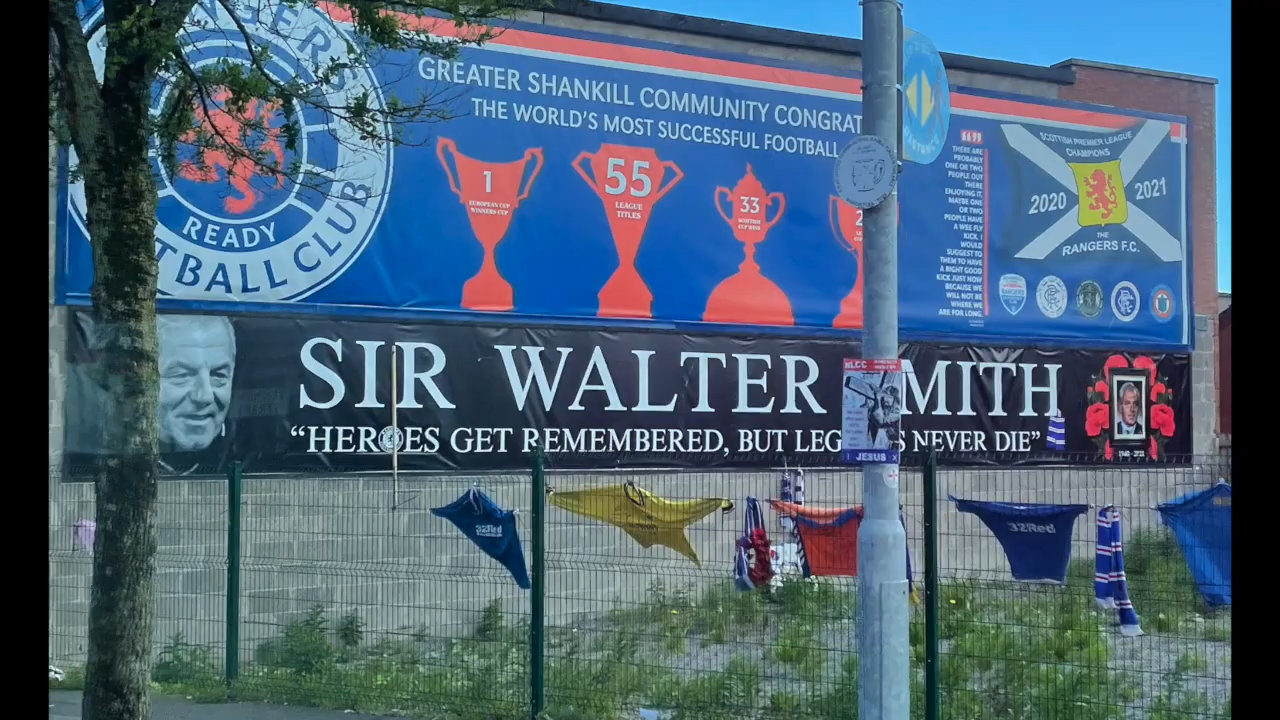 READY
TBALL CLUB
GREATER SHANKILL COMMUNITY CONGRAT
THE WORLD'S MOST SUCCESSFUL FOOTBALL
1
EUROPEAN CUP
WINNERS CUP
55
LEAGUE
TITLES
33
SCOTTISH
CUP WINS
2
THERE ARE
PROBABLY
ONE OR TWO
PEOPLE OUT
THERE
ENJOYING IT.
MAYBE ONE
OR TWO
PEOPLE HAVE
A WEE FLY
KICK. I
WOULD
SUGGEST TO
THEM TO HAVE
A RIGHT GOOD
KICK JUST NOW
BECAUSE WE
WILL NOT BE
WHERE WE
ARE FOR LONG.
SCOTTISH PREMIER LEAGUE
CHAMPIONS
2020 2021
THE
RANGERS F.C.
SIR WALTER SMITH
"HEROES GET REMEMBERED, BUT LEG S NEVER DIE"
JESUS
32Red
32Red